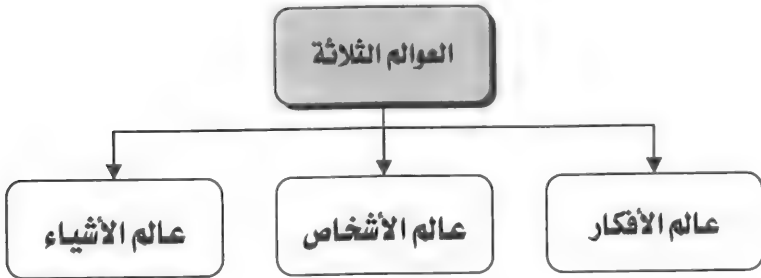 العوالم الثلاثة
عالم الأفكار
عالم الأشخاص
عالم الأشياء